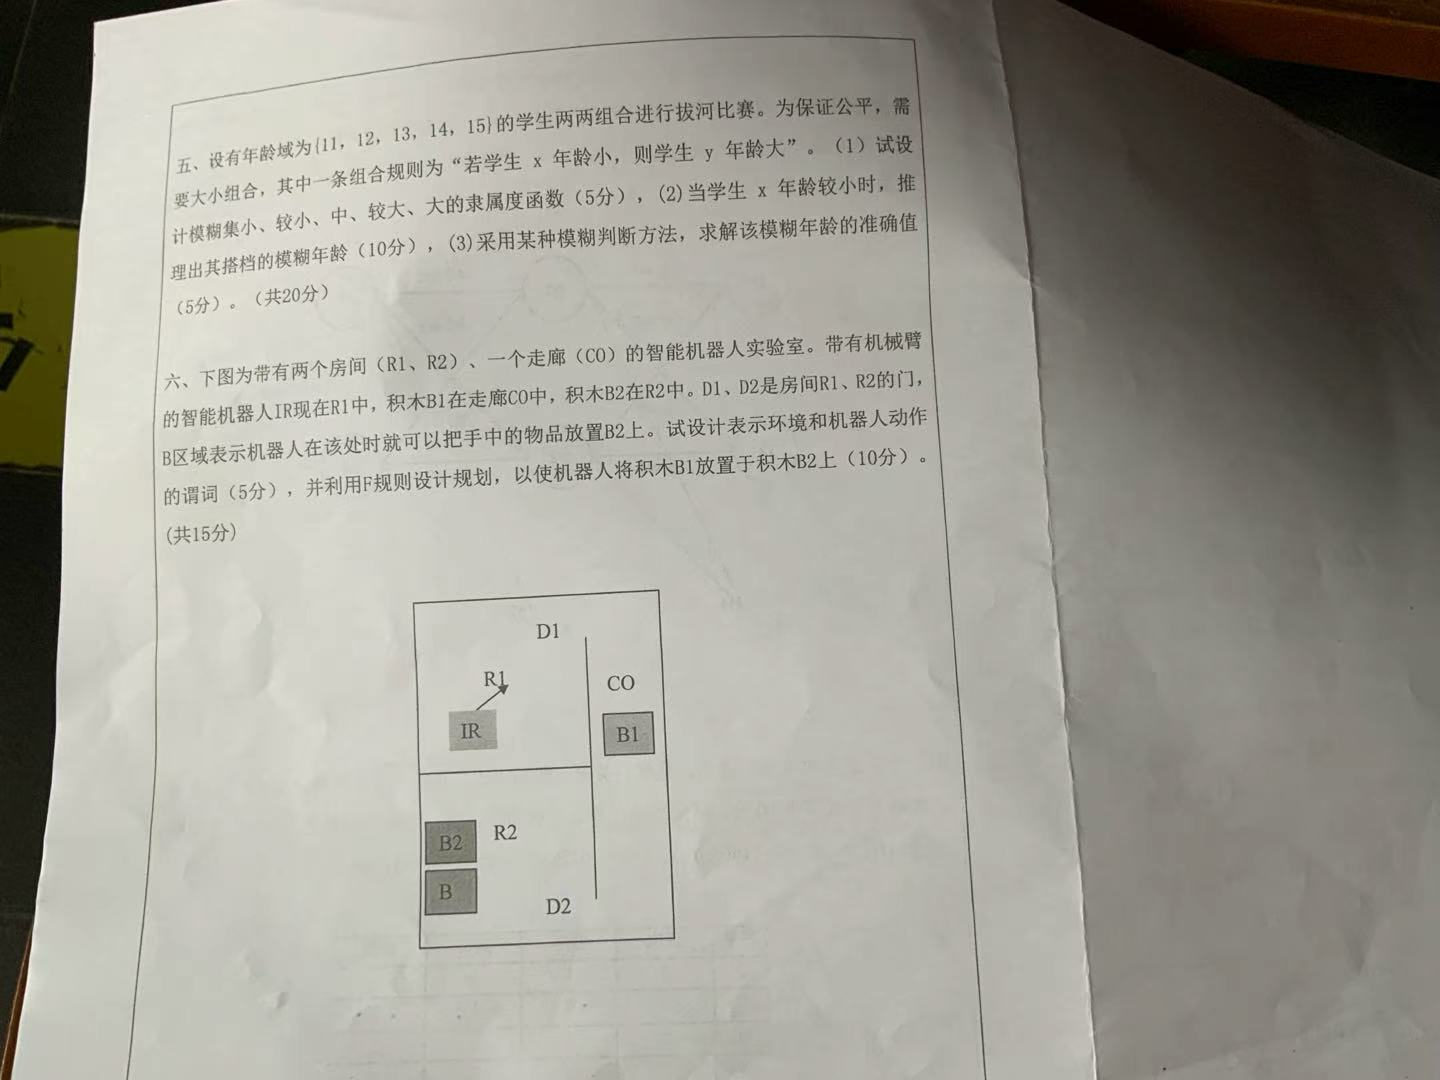 五、设有年龄域为{11，12，13，14，15}的学生两两组合进行拔河比赛。为保证公平，需
要大小组合，其中一条组合规则为“若学生 x 年龄小，则学生 y 年龄大”。（1）试设
计模糊集小、较小、中、较大、大的隶属度函数（5分），(2)当学生 x 年龄较小时，推
理出其搭档的模糊年龄（10分），(3)采用某种模糊判断方法，求解该模糊年龄的准确值
（5分）。（共20分）
六、下图为带有两个房间（R1、R2）、一个走廊（CO）的智能机器人实验室。带有机械臂
的智能机器人IR现在R1中，积木B1在走廊CO中，积木B2在R2中。D1、D2是房间R1、R2的门，
B区域表示机器人在该处时就可以把手中的物品放置B2上。试设计表示环境和机器人动作
的谓词（5分），并利用F规则设计规划，以使机器人将积木B1放置于积木B2上（10分）。
(共15分)
D1
R1
CO
IR
B1
B2
R2
B
D2